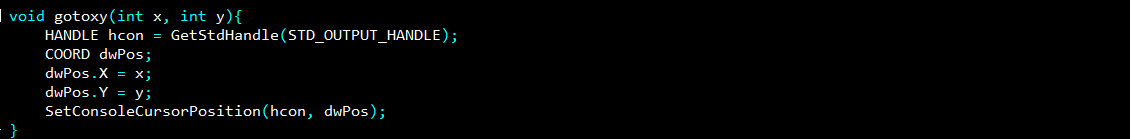 void gotoxy(int x, int y){
    HANDLE hcon = GetStdHandle(STD_OUTPUT_HANDLE);
    COORD dwPos;
    dwPos.X = x;
    dwPos.Y = y;
    SetConsoleCursorPosition(hcon, dwPos);
}